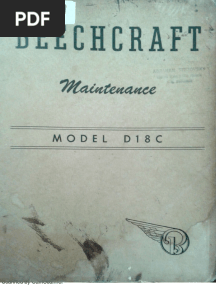 PDF
BEECHCRAFT
Maintenance
MODEL D18C